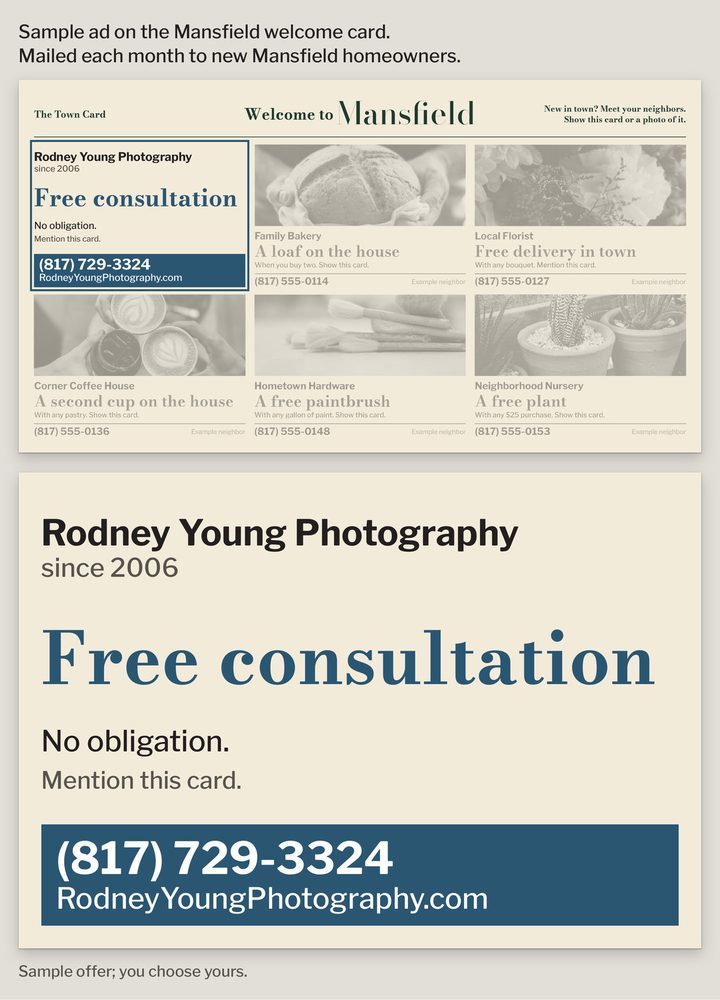 Sample ad on the Mansfield welcome card.
Mailed each month to new Mansfield homeowners.
The Town Card
Welcome to Mansfield
New in town? Meet your neighbors.
Show this card or a photo of it.
Rodney Young Photography
since 2006
Free consultation
No obligation.
Mention this card.
(817) 729-3324
RodneyYoungPhotography.com
Family Bakery
A loaf on the house
When you buy two. Show this card.
(817) 555-0114
Example neighbor
Local Florist
Free delivery in town
With any bouquet. Mention this card.
(817) 555-0127
Example neighbor
Corner Coffee House
A second cup on the house
With any pastry. Show this card.
(817) 555-0136
Example neighbor
Hometown Hardware
A free paintbrush
With any gallon of paint. Show this card.
(817) 555-0148
Example neighbor
Neighborhood Nursery
A free plant
With any $25 purchase. Show this card.
(817) 555-0153
Example neighbor
Rodney Young Photography
since 2006
Free consultation
No obligation.
Mention this card.
(817) 729-3324
RodneyYoungPhotography.com
Sample offer; you choose yours.